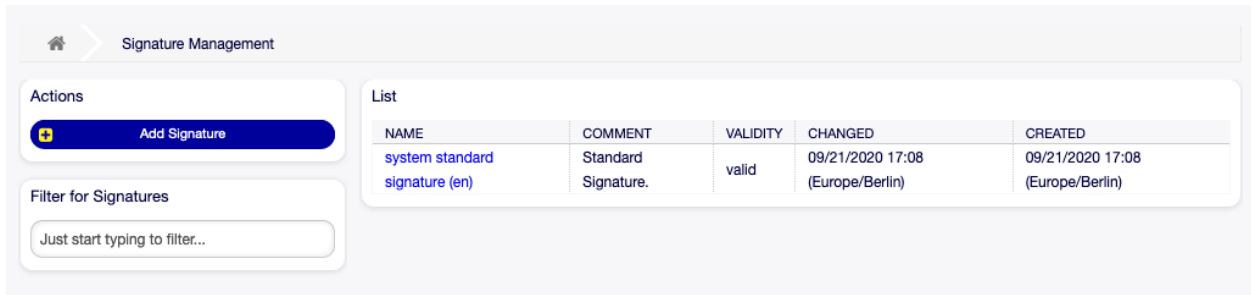 Signature Management
Actions
Add Signature
Filter for Signatures
Just start typing to filter...
List
NAME COMMENT VALIDITY CHANGED CREATED
system standard Standard valid 09/21/2020 17:08 09/21/2020 17:08
signature (en) Signature. (Europe/Berlin) (Europe/Berlin)